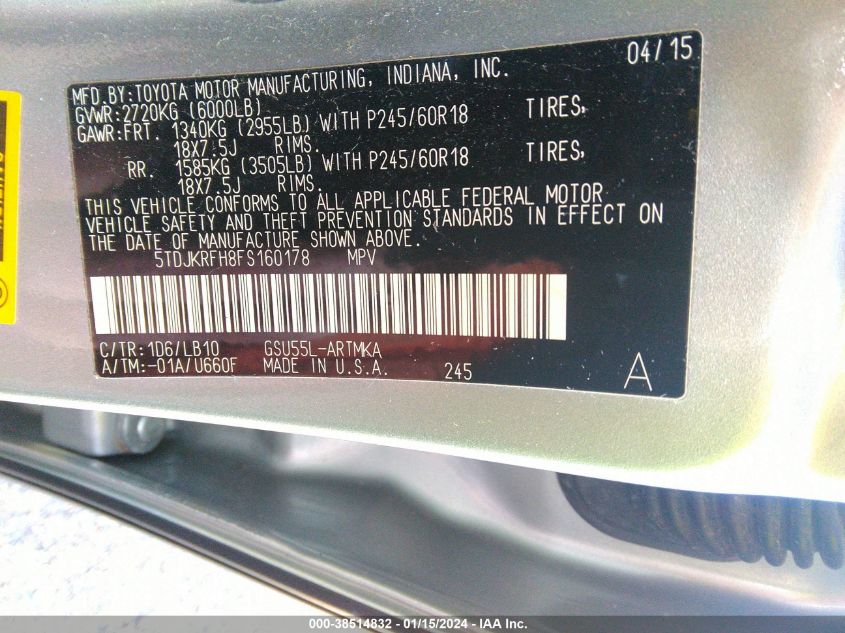 04/15
MFD.BY:TOYOTA MOTOR MANUFACTURING, INDIANA, INC.
GVWR:2720KG (6000LB)
GAWR:FRT. 1340KG (2955LB) WITH P245/60R18 TIRES,
18X7.5J RIMS.
RR. 1585KG (3505LB) WITH P245/60R18 TIRES,
18X7.5J RIMS.
THIS VEHICLE CONFORMS TO ALL APPLICABLE FEDERAL MOTOR
VEHICLE SAFETY AND THEFT PREVENTION STANDARDS IN EFFECT ON
THE DATE OF MANUFACTURE SHOWN ABOVE.
5TDJKRFH8FS160178 MPV
C/TR: 1D6/LB10 GSU55L-ARTMKA
A/TM:-01A/U660F MADE IN U.S.A. 245 A
000-38514832 - 01/15/2024 - IAA Inc.